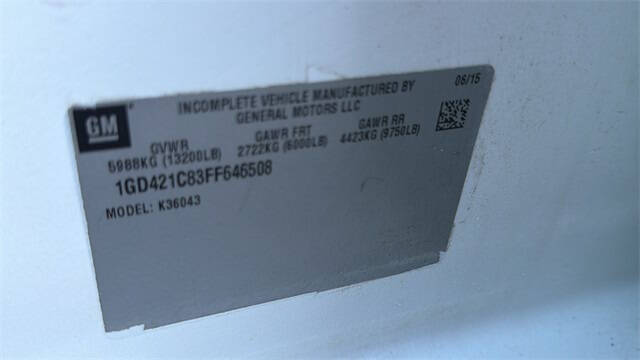 INCOMPLETE VEHICLE MANUFACTURED BY
GENERAL MOTORS LLC
06/15
GM
GVWR
5988KG (13200LB)
GAWR FRT
2722KG (6000LB)
GAWR RR
4423KG (9750LB)
1GD421C83FF646508
MODEL: K36043